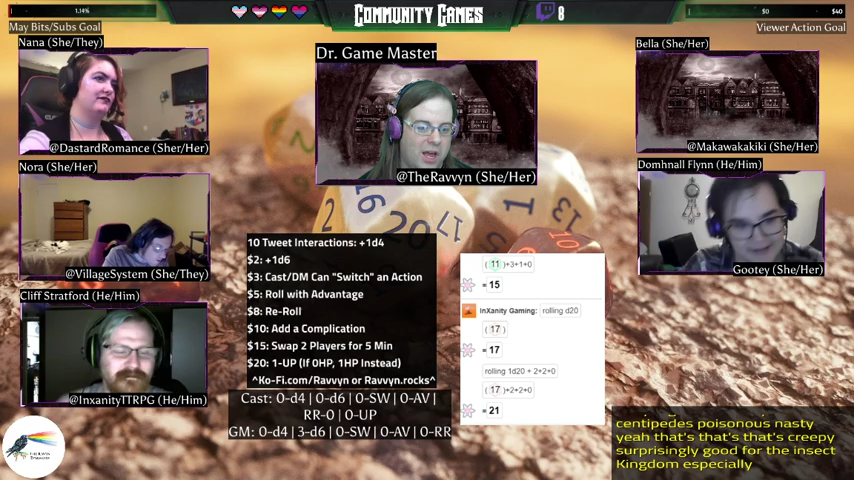 1.14%
COMMUNITY GAMES
8
$0
$40
May Bits/Subs Goal
Viewer Action Goal
Nana (She/They)
@DastardRomance (Sher/Her)
Dr. Game Master
@TheRavvyn (She/Her)
Bella (She/Her)
@Makawakakiki (She/Her)
Nora (She/Her)
@VillageSystem (She/They)
Domhnall Flynn (He/Him)
Gootey (She/Her)
Cliff Stratford (He/Him)
@InxanityTTRPG (He/Him)
10 Tweet Interactions: +1d4
$2: +1d6
$3: Cast/DM Can "Switch" an Action
$5: Roll with Advantage
$8: Re-Roll
$10: Add a Complication
$15: Swap 2 Players for 5 Min
$20: 1-UP (If 0HP, 1HP Instead)
^Ko-Fi.com/Ravvyn or Ravvyn.rocks^
Cast: 0-d4 | 0-d6 | 0-SW | 0-AV |
RR-0 | 0-UP
GM: 0-d4 | 3-d6 | 0-SW | 0-AV | 0-RR
( 11 )+3+1+0
= 15
InXanity Gaming: rolling d20
( 17 )
= 17
rolling 1d20 + 2+2+0
( 17 )+2+2+0
= 21
centipedes poisonous nasty
yeah that's that's that's creepy
surprisingly good for the insect
Kingdom especially
2
16
20
17
1
13
10